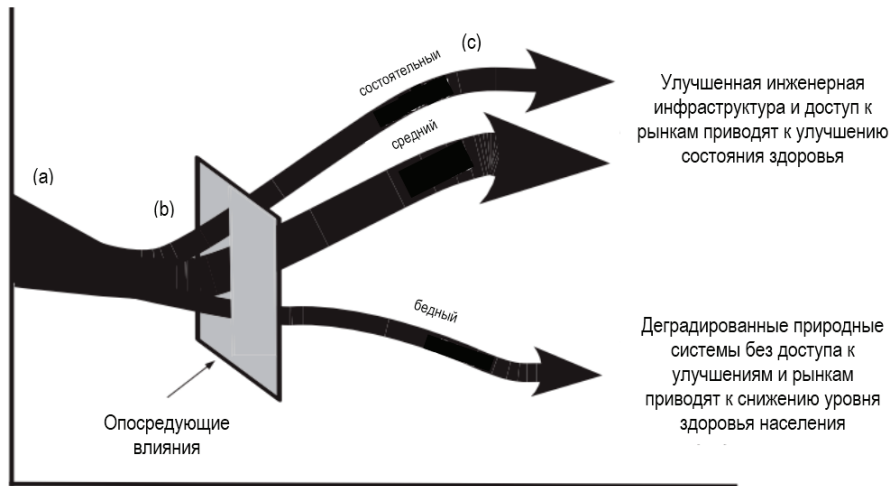 (c)
состоятельный
Улучшенная инженерная
инфраструктура и доступ к
рынкам приводят к улучшению
состояния здоровья
средний
(a)
(b)
бедный
Деградированные природные
системы без доступа к
улучшениям и рынкам
приводят к снижению уровня
здоровья населения
Опосредующие
влияния